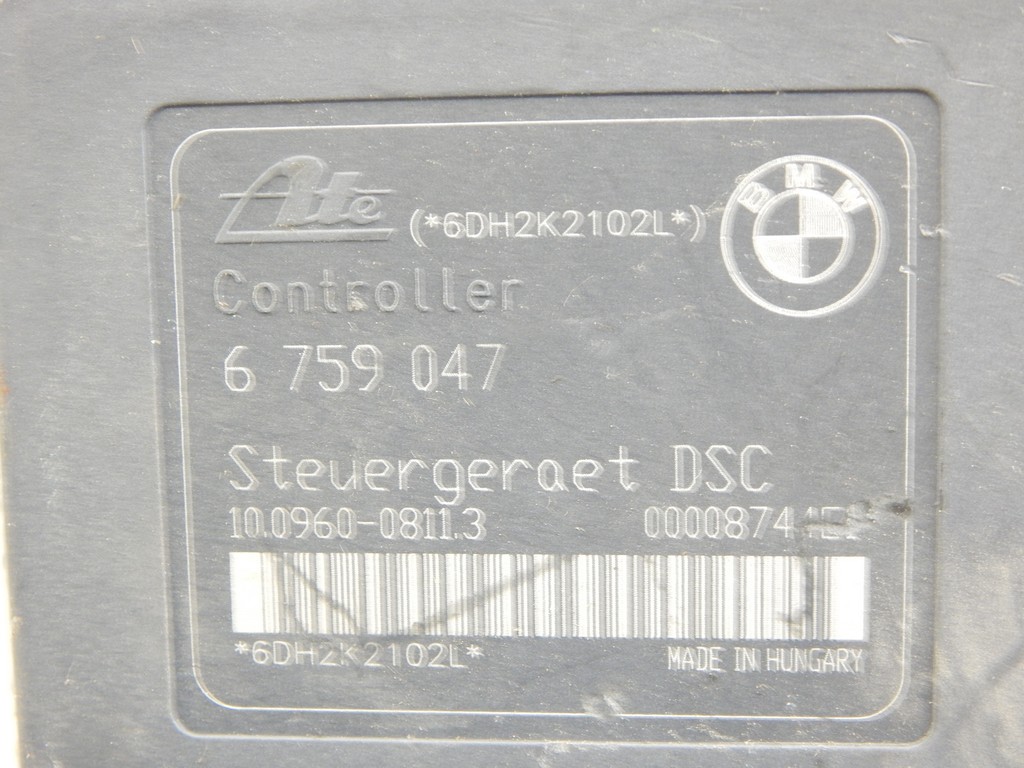 Ate (*6DH2K2102L*)
BMW
Controller
6 759 047
Steuergeraet DSC
10.0960-0811.3
*6DH2K2102L* MADE IN HUNGARY